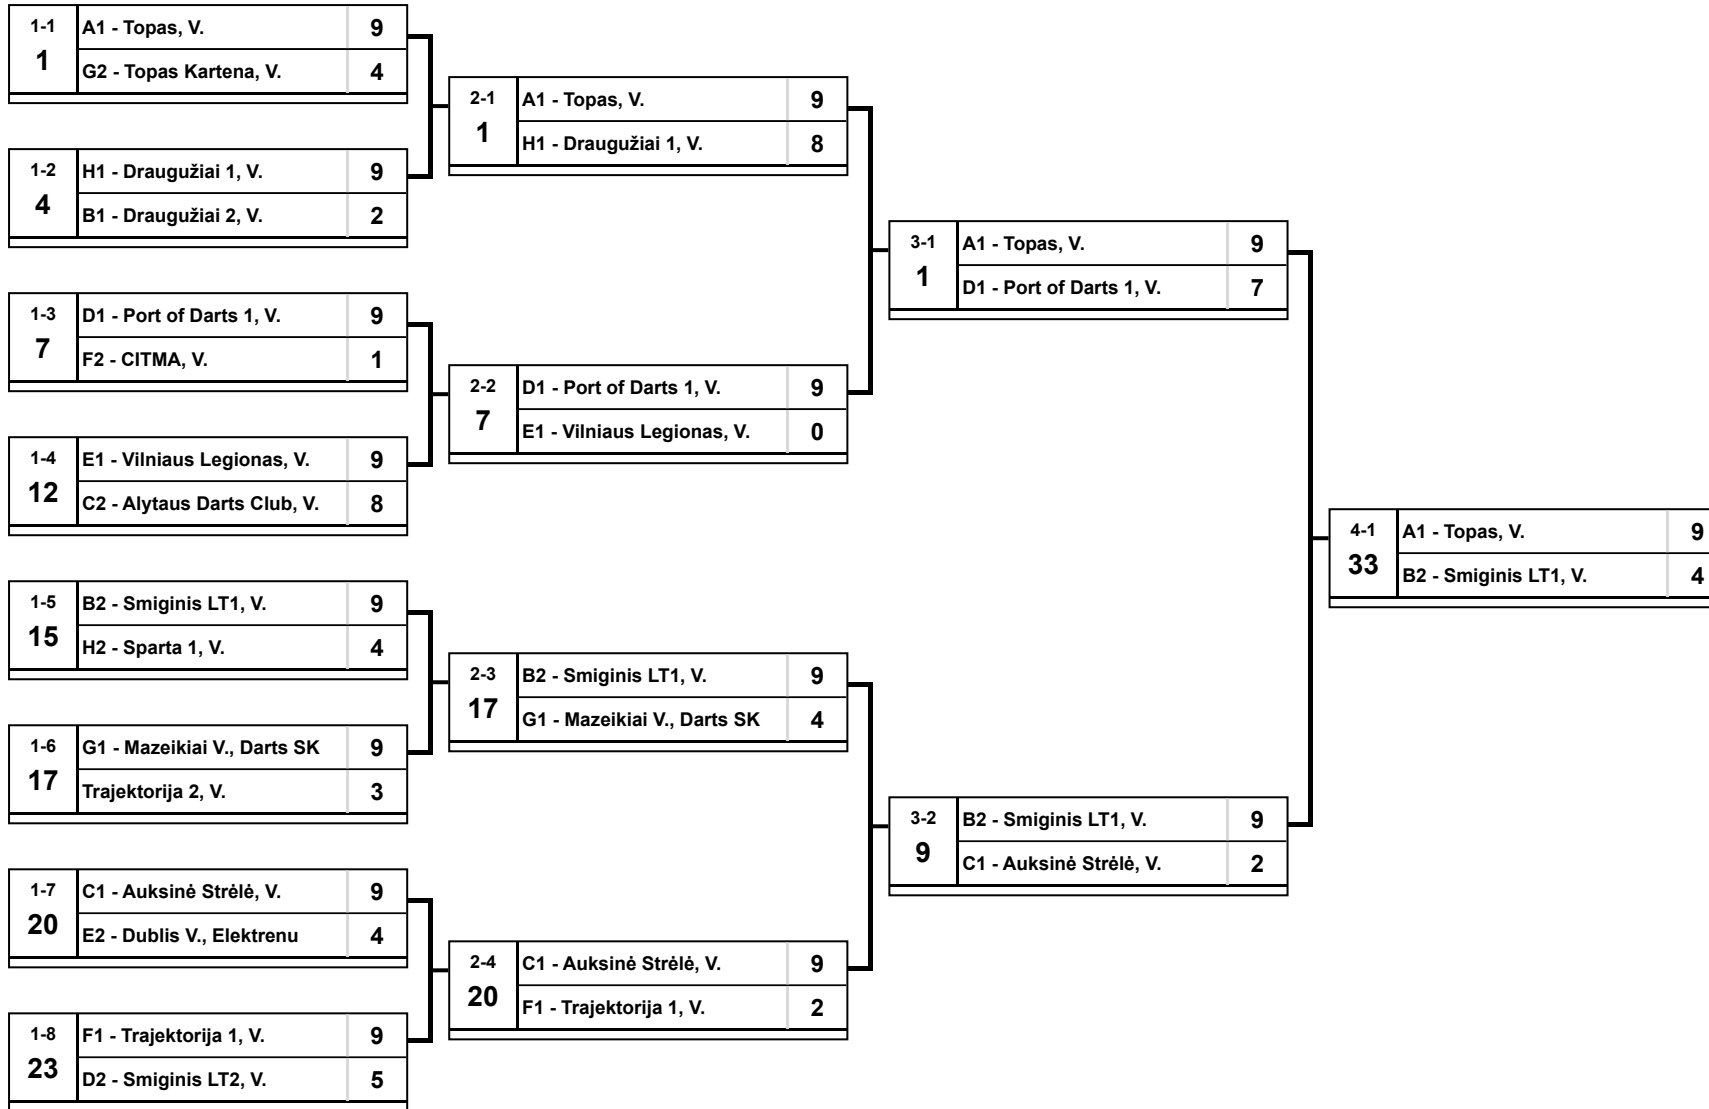 1-1
1
A1 - Topas, V. 9
G2 - Topas Kartena, V. 4
1-2
4
H1 - Draugužiai 1, V. 9
B1 - Draugužiai 2, V. 2
1-3
7
D1 - Port of Darts 1, V. 9
F2 - CITMA, V. 1
1-4
12
E1 - Vilniaus Legionas, V. 9
C2 - Alytaus Darts Club, V. 8
1-5
15
B2 - Smiginis LT1, V. 9
H2 - Sparta 1, V. 4
1-6
17
G1 - Mazeikiai V., Darts SK 9
Trajektorija 2, V. 3
1-7
20
C1 - Auksinė Strėlė, V. 9
E2 - Dublis V., Elektrenu 4
1-8
23
F1 - Trajektorija 1, V. 9
D2 - Smiginis LT2, V. 5
2-1
1
A1 - Topas, V. 9
H1 - Draugužiai 1, V. 8
2-2
7
D1 - Port of Darts 1, V. 9
E1 - Vilniaus Legionas, V. 0
2-3
17
B2 - Smiginis LT1, V. 9
G1 - Mazeikiai V., Darts SK 4
2-4
20
C1 - Auksinė Strėlė, V. 9
F1 - Trajektorija 1, V. 2
3-1
1
A1 - Topas, V. 9
D1 - Port of Darts 1, V. 7
3-2
9
B2 - Smiginis LT1, V. 9
C1 - Auksinė Strėlė, V. 2
4-1
33
A1 - Topas, V. 9
B2 - Smiginis LT1, V. 4